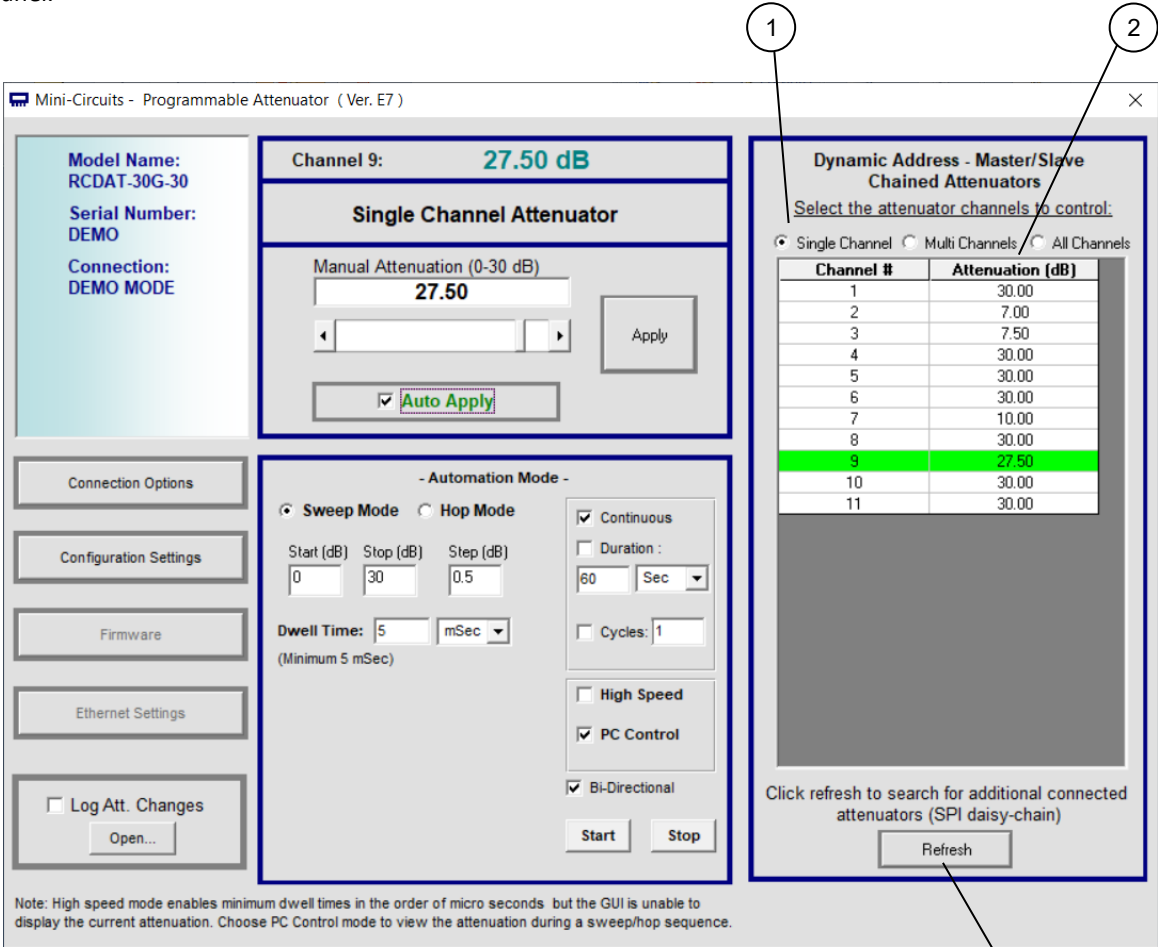 1
2
Mini-Circuits - Programmable Attenuator ( Ver. E7 )
Model Name:
RCDAT-30G-30
Serial Number:
DEMO
Connection:
DEMO MODE
Channel 9: 27.50 dB
Single Channel Attenuator
Manual Attenuation (0-30 dB)
27.50
Apply
Auto Apply
Dynamic Address - Master/Slave
Chained Attenuators
Select the attenuator channels to control:
Single Channel Multi Channels All Channels
Channel # Attenuation (dB)
1 30.00
2 7.00
3 7.50
4 30.00
5 30.00
6 30.00
7 10.00
8 30.00
9 27.50
10 30.00
11 30.00
Click refresh to search for additional connected
attenuators (SPI daisy-chain)
Refresh
Connection Options
Configuration Settings
Firmware
Ethernet Settings
Log Att. Changes
Open...
- Automation Mode -
Sweep Mode Hop Mode
Start (dB) Stop (dB) Step (dB)
0 30 0.5
Dwell Time: 5 mSec
(Minimum 5 mSec)
Continuous
Duration :
60 Sec
Cycles: 1
High Speed
PC Control
Bi-Directional
Start Stop
Note: High speed mode enables minimum dwell times in the order of micro seconds but the GUI is unable to
display the current attenuation. Choose PC Control mode to view the attenuation during a sweep/hop sequence.